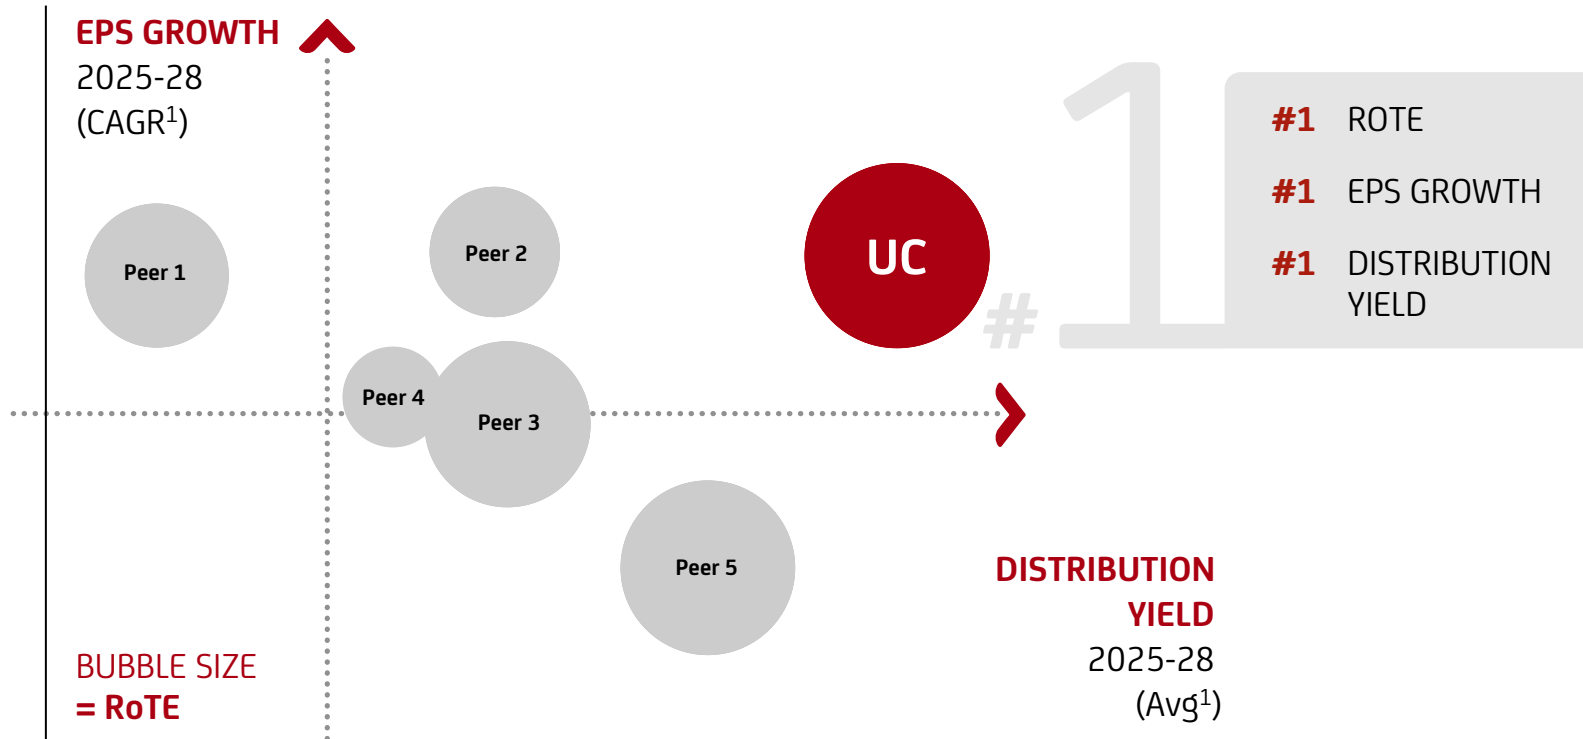 EPS GROWTH
2025-28
(CAGR¹)
#1
#1 ROTE
#1 EPS GROWTH
#1 DISTRIBUTION
YIELD
Peer 1
Peer 2
UC
Peer 4
Peer 3
Peer 5
DISTRIBUTION
YIELD
2025-28
(Avg¹)
BUBBLE SIZE
= RoTE